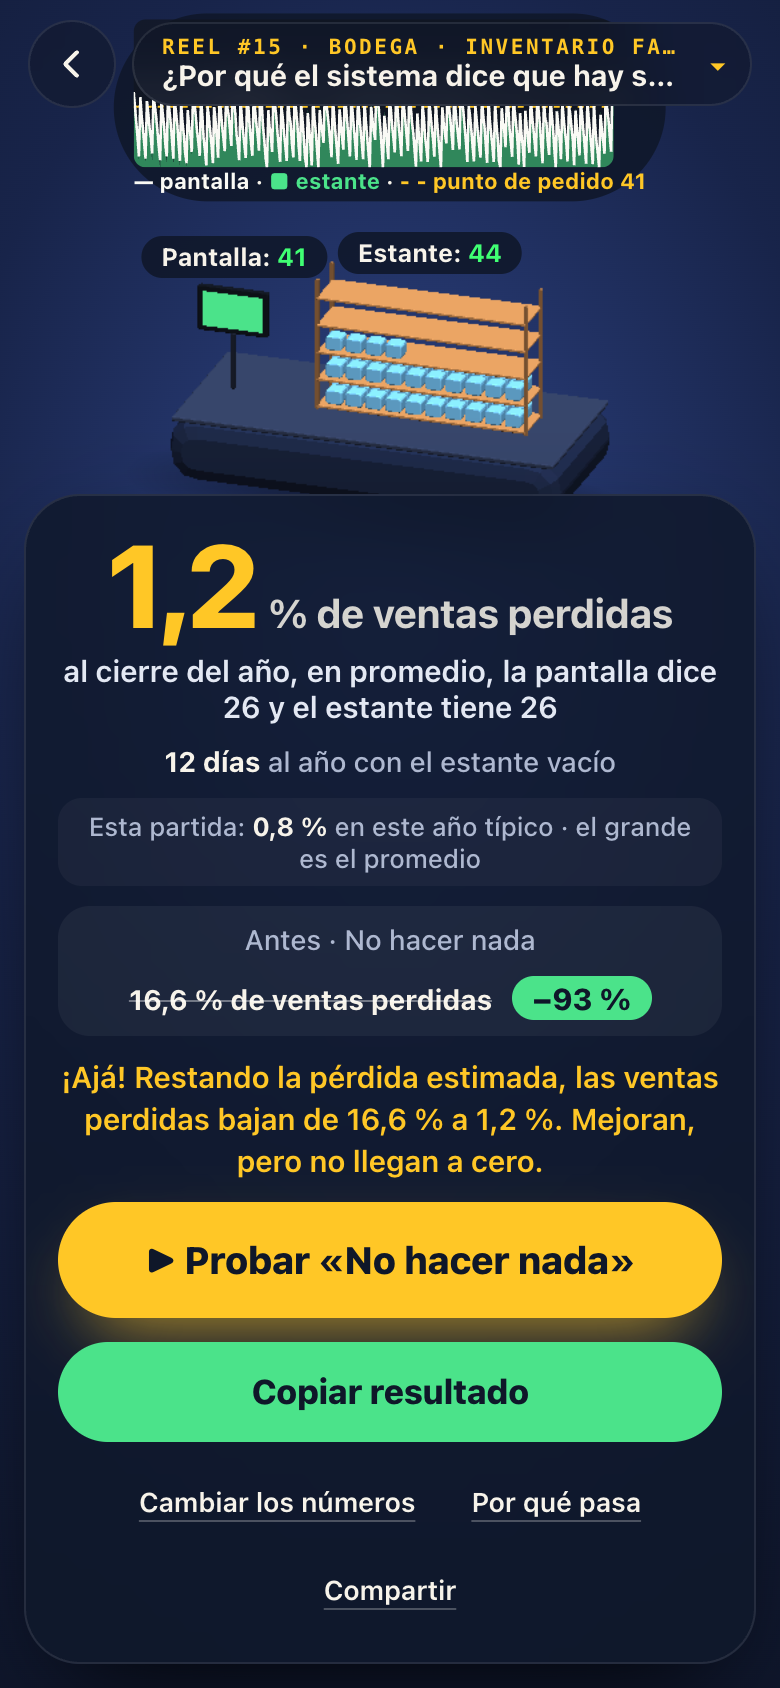 REEL #15 · BODEGA · INVENTARIO FA…
¿Por qué el sistema dice que hay s...
— pantalla · estante · - - punto de pedido 41
Pantalla: 41
Estante: 44
1,2 % de ventas perdidas
al cierre del año, en promedio, la pantalla dice
26 y el estante tiene 26
12 días al año con el estante vacío
Esta partida: 0,8 % en este año típico · el grande
es el promedio
Antes · No hacer nada
16,6 % de ventas perdidas −93 %
¡Ajá! Restando la pérdida estimada, las ventas
perdidas bajan de 16,6 % a 1,2 %. Mejoran,
pero no llegan a cero.
▶ Probar «No hacer nada»
Copiar resultado
Cambiar los números Por qué pasa
Compartir